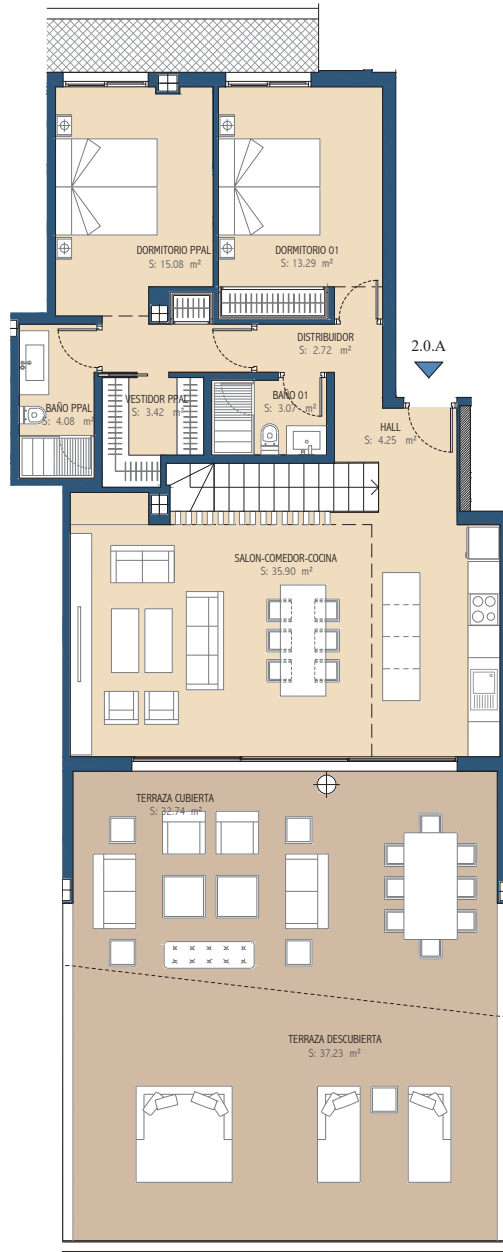 DORMITORIO PPAL
S: 15.08 m²
DORMITORIO 01
S: 13.29 m²
DISTRIBUIDOR
S: 2.72 m²
2.0.A
BAÑO PPAL
S: 4.08 m²
VESTIDOR PPAL
S: 3.42 m²
BAÑO 01
S: 3.07 m²
HALL
S: 4.25 m²
SALON-COMEDOR-COCINA
S: 35.90 m²
TERRAZA CUBIERTA
S: 32.74 m²
TERRAZA DESCUBIERTA
S: 37.23 m²